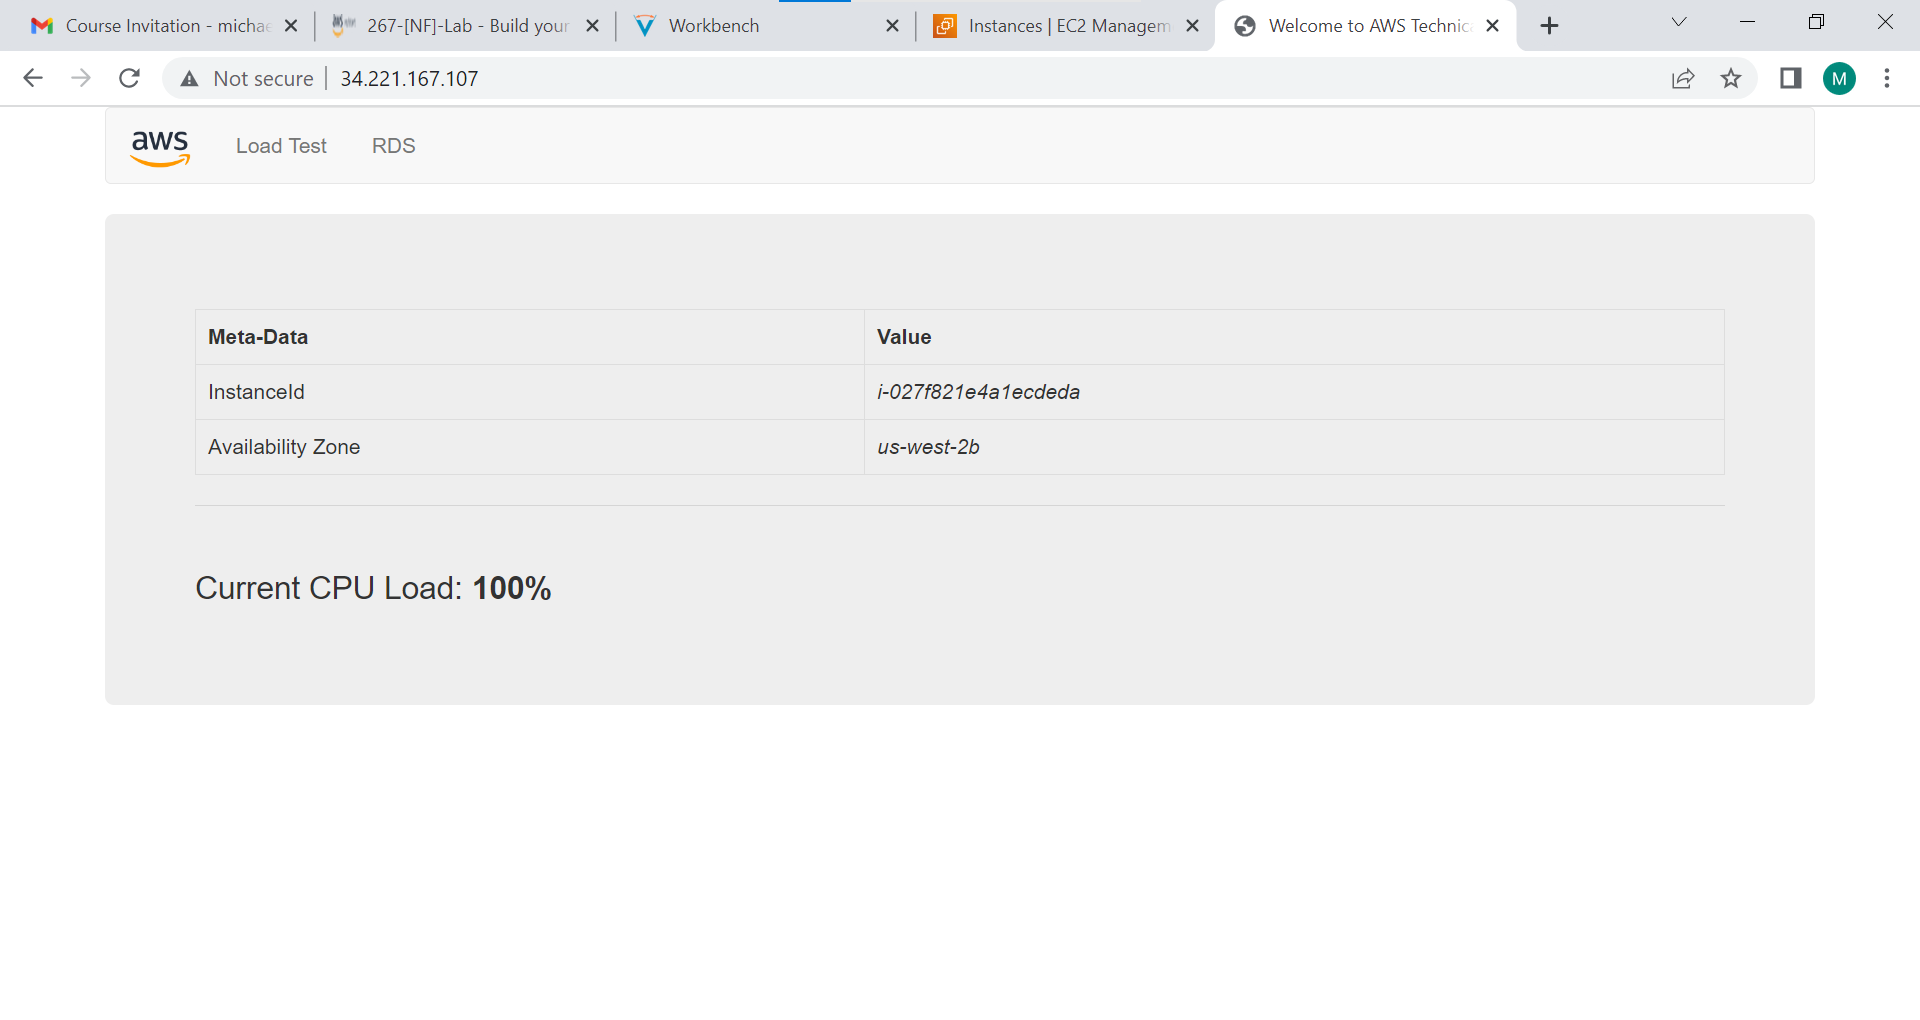 Course Invitation - michae
267-[NF]-Lab - Build your
Workbench
Instances | EC2 Managem
Welcome to AWS Technic
Not secure
34.221.167.107
M
aws
Load Test
RDS
Meta-Data
Value
InstanceId
i-027f821e4a1ecdeda
Availability Zone
us-west-2b
Current CPU Load: 100%